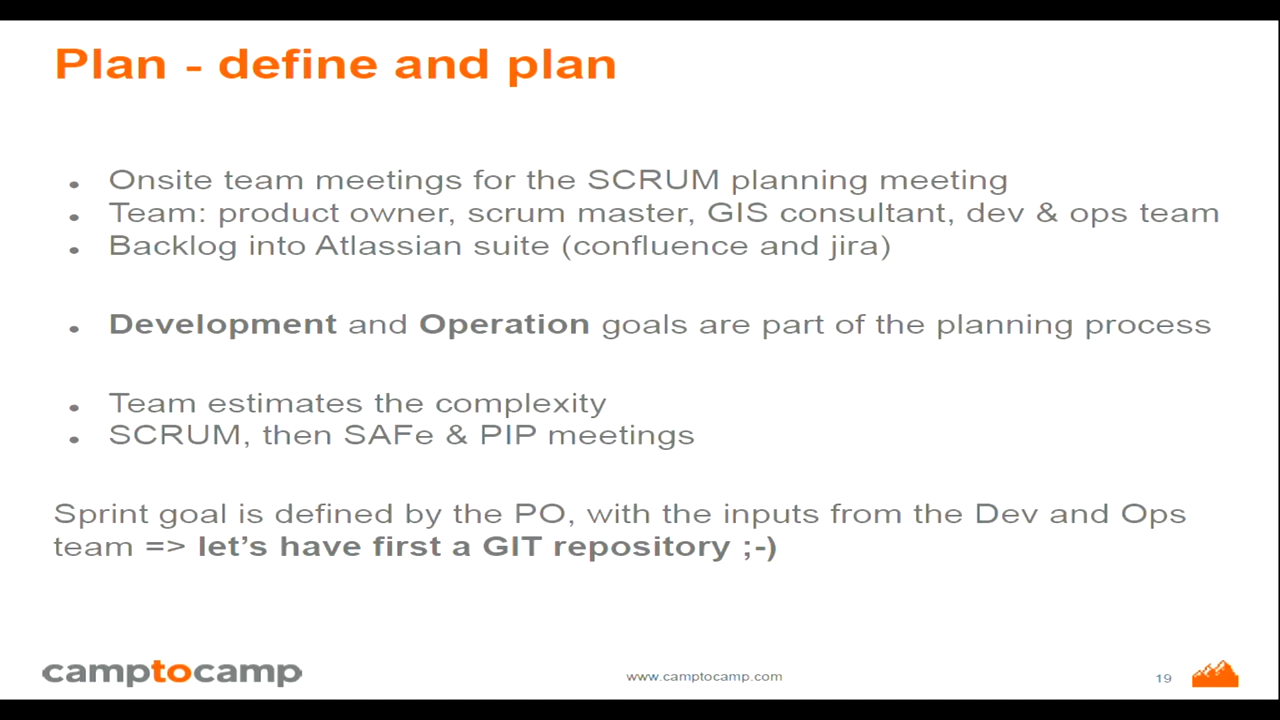 Plan - define and plan
• Onsite team meetings for the SCRUM planning meeting
• Team: product owner, scrum master, GIS consultant, dev & ops team
• Backlog into Atlassian suite (confluence and jira)
• Development and Operation goals are part of the planning process
• Team estimates the complexity
• SCRUM, then SAFe & PIP meetings
Sprint goal is defined by the PO, with the inputs from the Dev and Ops
team => let’s have first a GIT repository ;-)
camptocamp
www.camptocamp.com
19